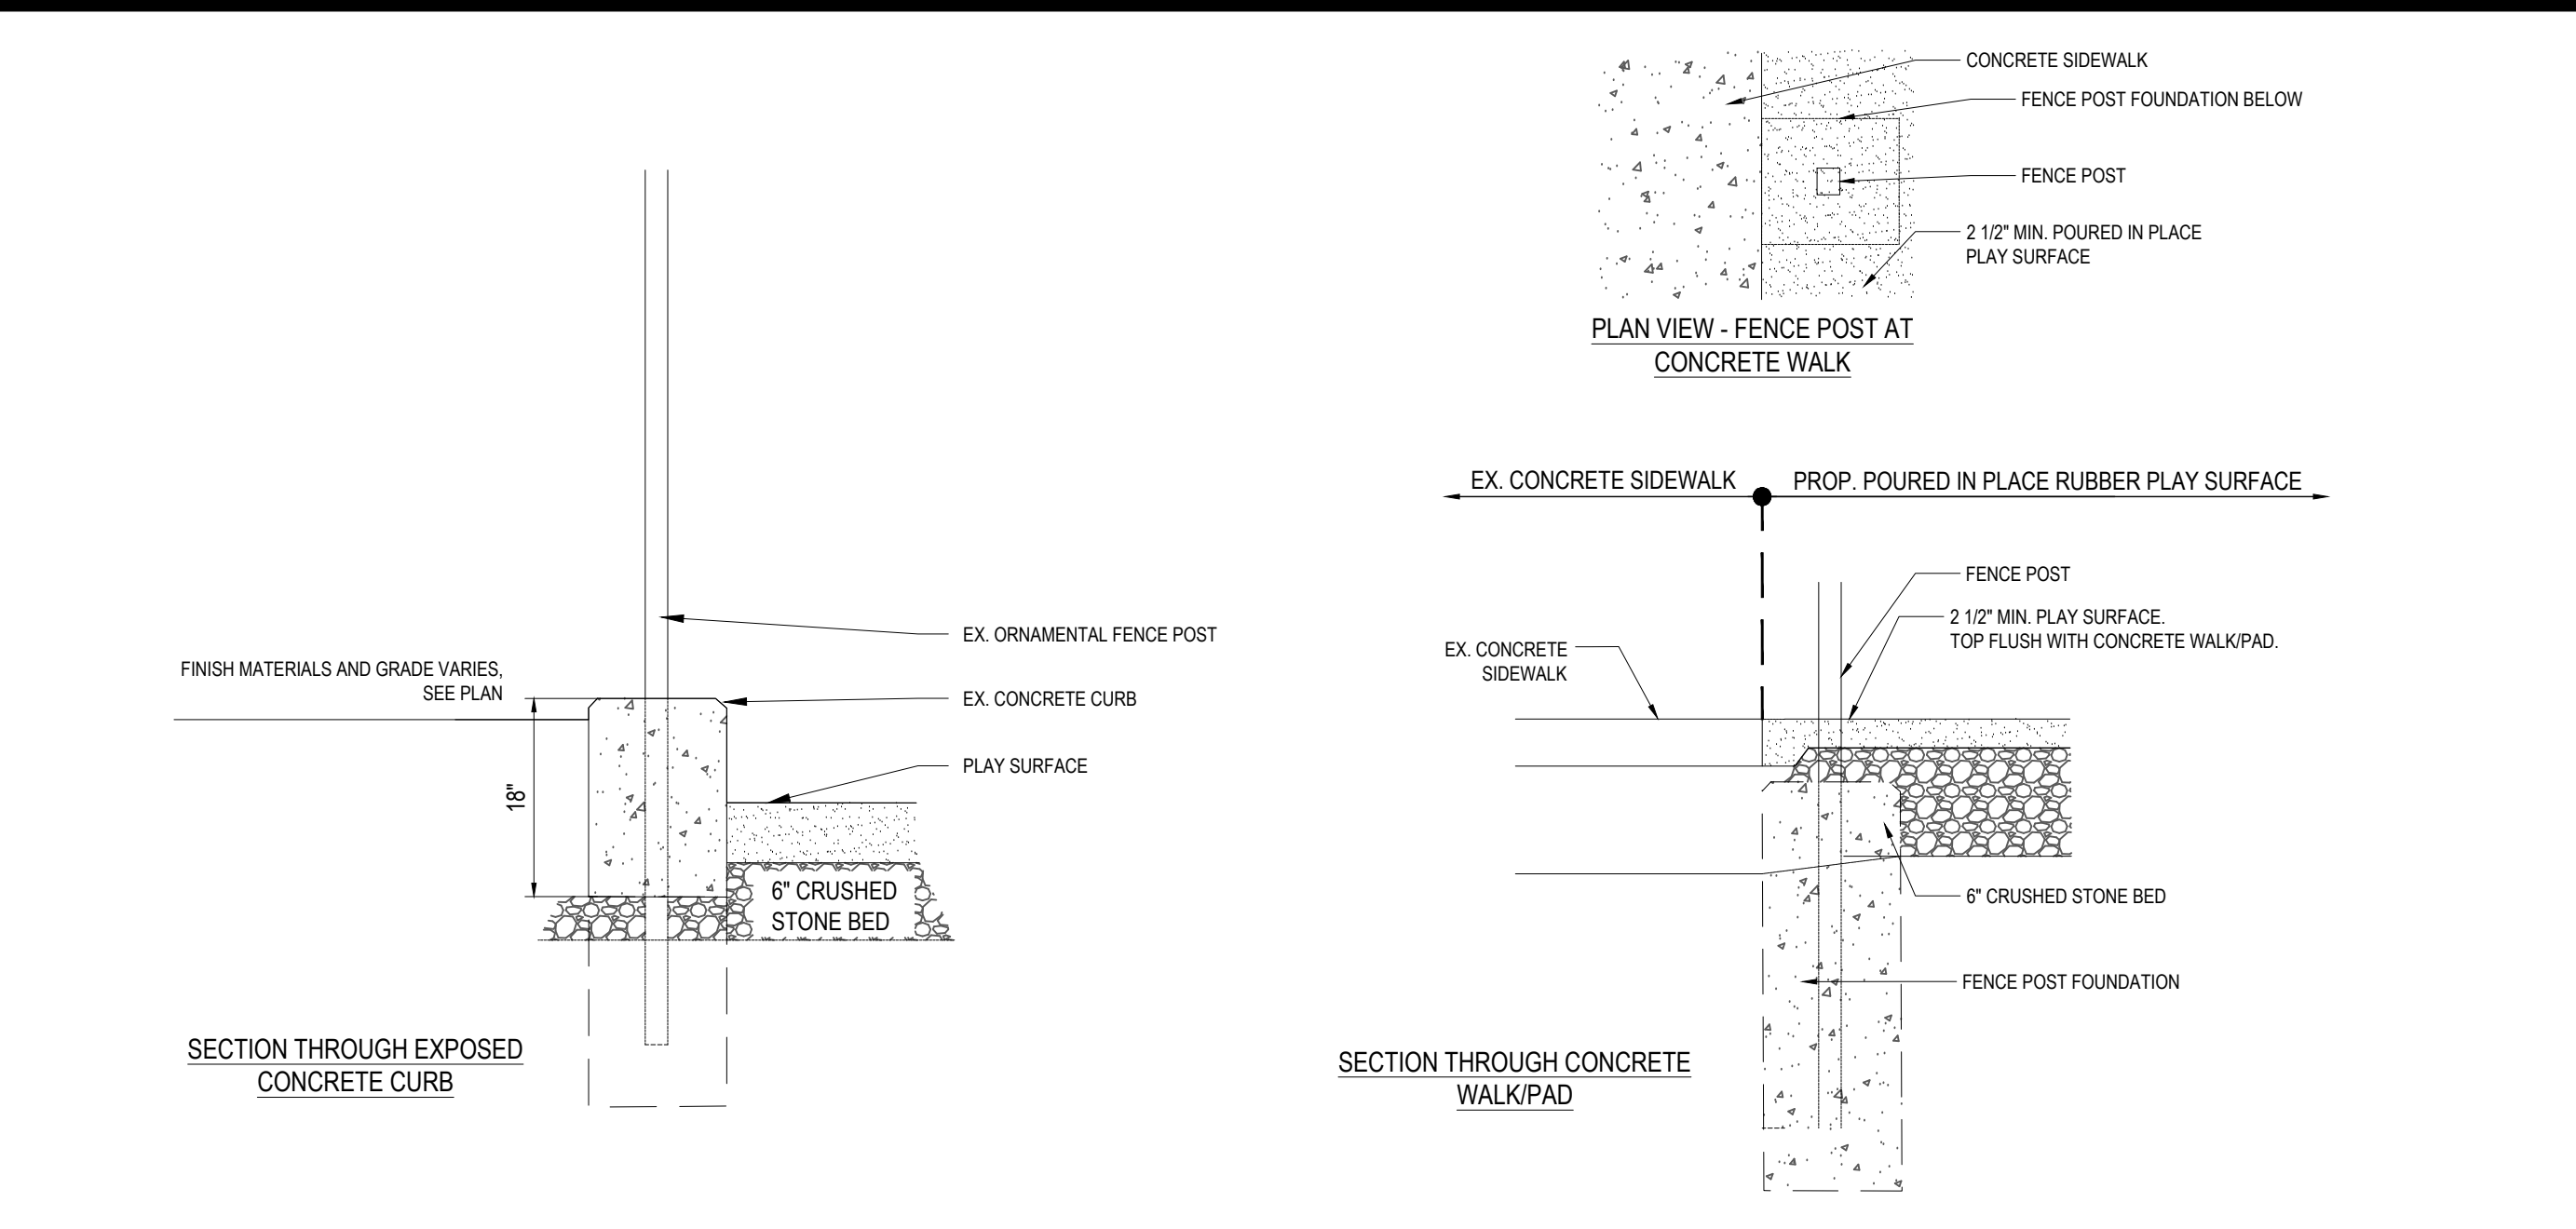 CONCRETE SIDEWALK
FENCE POST FOUNDATION BELOW
FENCE POST
2 1/2" MIN. POURED IN PLACE
PLAY SURFACE
PLAN VIEW - FENCE POST AT
CONCRETE WALK
FINISH MATERIALS AND GRADE VARIES,
SEE PLAN
18"
EX. ORNAMENTAL FENCE POST
EX. CONCRETE CURB
PLAY SURFACE
6" CRUSHED
STONE BED
SECTION THROUGH EXPOSED
CONCRETE CURB
EX. CONCRETE SIDEWALK
PROP. POURED IN PLACE RUBBER PLAY SURFACE
FENCE POST
2 1/2" MIN. PLAY SURFACE.
TOP FLUSH WITH CONCRETE WALK/PAD.
EX. CONCRETE
SIDEWALK
6" CRUSHED STONE BED
FENCE POST FOUNDATION
SECTION THROUGH CONCRETE
WALK/PAD